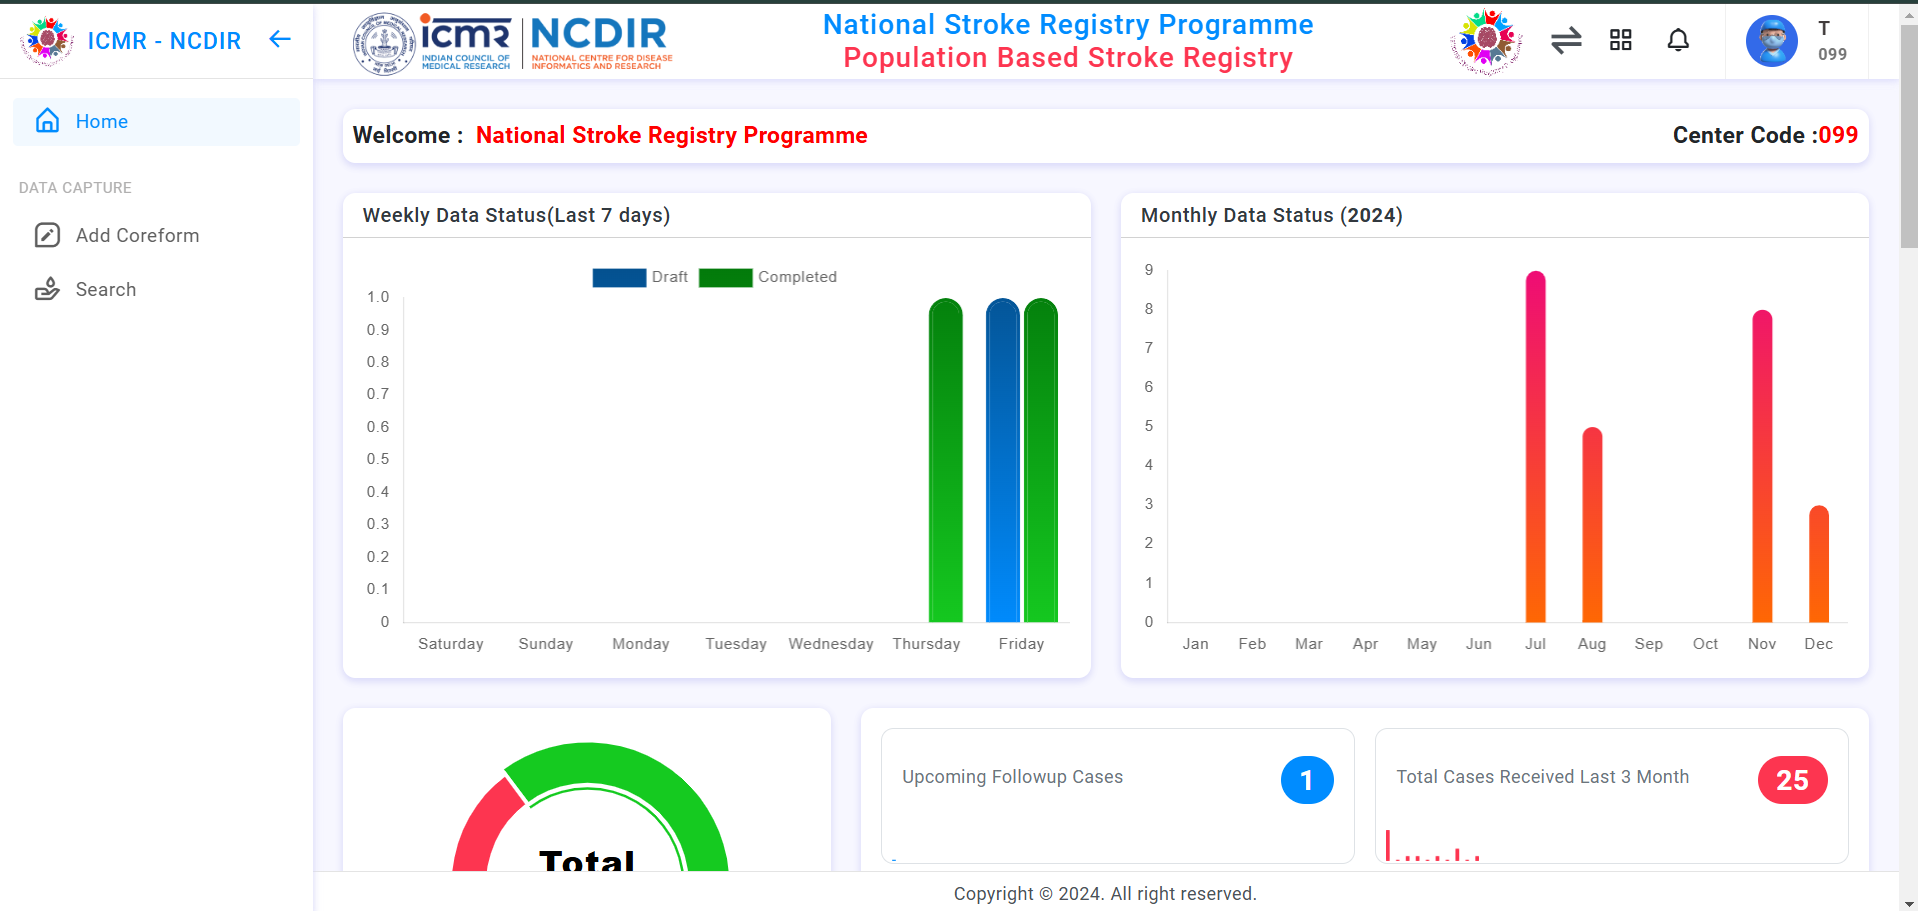 ICMR - NCDIR
icmr
INDIAN COUNCIL OF
MEDICAL RESEARCH
NCDIR
NATIONAL CENTRE FOR DISEASE
INFORMATICS AND RESEARCH
National Stroke Registry Programme
Population Based Stroke Registry
T
099
Home
DATA CAPTURE
Add Coreform
Search
Welcome : National Stroke Registry Programme
Center Code :099
Weekly Data Status(Last 7 days)
Draft Completed
1.0
0.9
0.8
0.7
0.6
0.5
0.4
0.3
0.2
0.1
0
Saturday Sunday Monday Tuesday Wednesday Thursday Friday
Monthly Data Status (2024)
9
8
7
6
5
4
3
2
1
0
Jan Feb Mar Apr May Jun Jul Aug Sep Oct Nov Dec
Total
Upcoming Followup Cases 1
Total Cases Received Last 3 Month 25
Copyright © 2024. All right reserved.